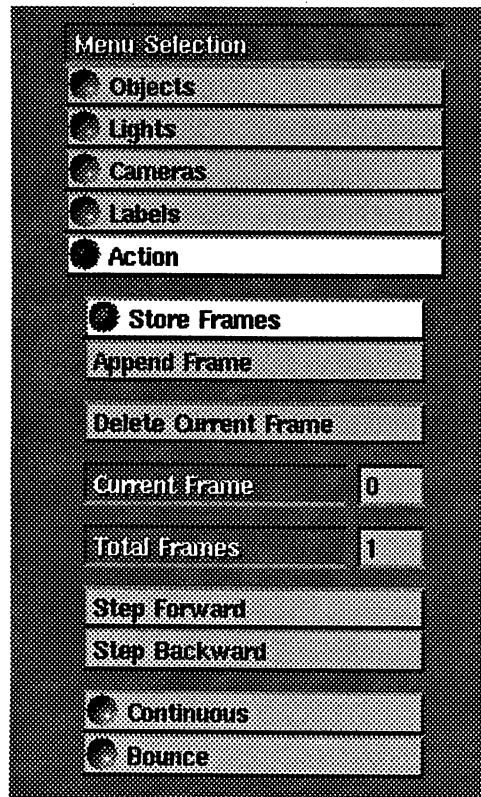 Menu Selection
Objects
Lights
Cameras
Labels
Action
Store Frames
Append Frame
Delete Current Frame
Current Frame 0
Total Frames 1
Step Forward
Step Backward
Continuous
Bounce